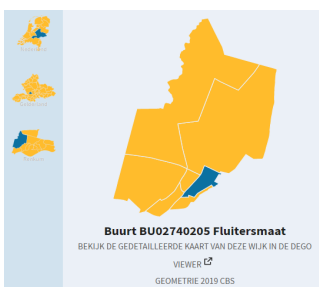 Buurt BU02740205 Fluitersmaat
BEKIJK DE GEDETAILLEERDE KAART VAN DEZE WIJK IN DE DEGO
VIEWER
GEOMETRIE 2019 CBS